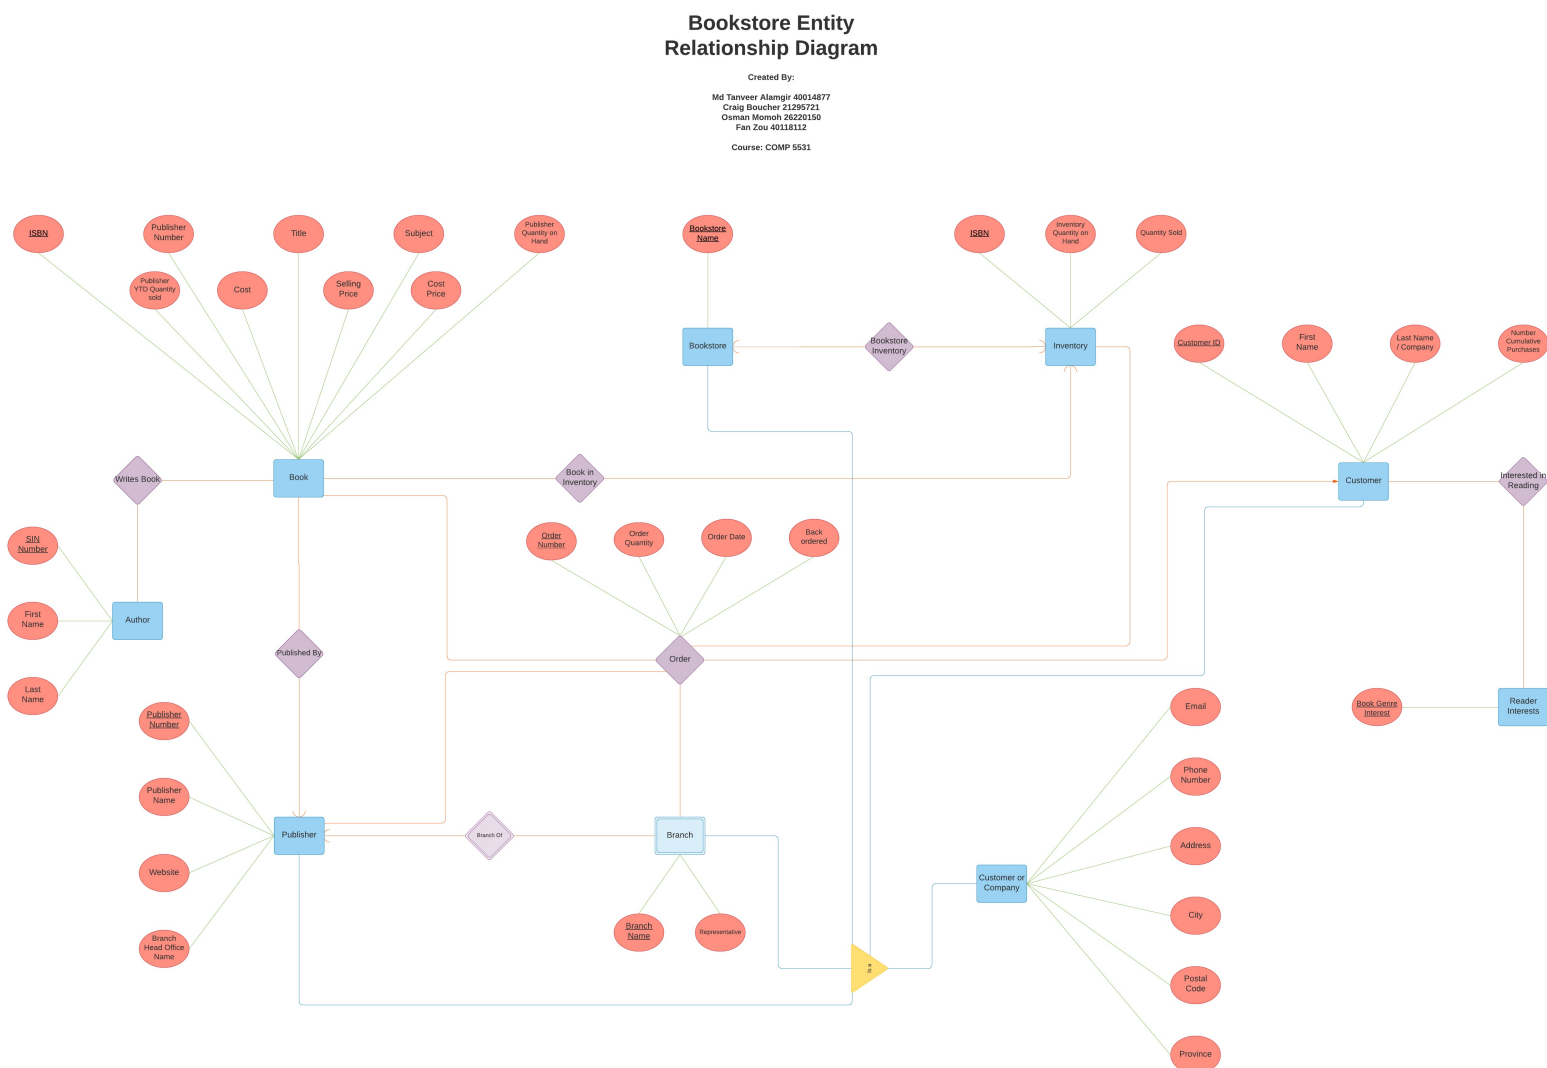 Bookstore Entity
Relationship Diagram
Created By:
Md Tanveer Alamgir 40014877
Craig Boucher 21295721
Osman Momoh 26220150
Fan Zou 40118112
Course: COMP 5531
ISBN
Publisher
Number
Title
Subject
Publisher
Quantity on
Hand
Publisher
YTD Quantity
sold
Cost
Selling
Price
Cost
Price
Bookstore
Name
ISBN
Inventory
Quantity on
Hand
Quantity Sold
Bookstore
Bookstore
Inventory
Inventory
Customer ID
First
Name
Last Name
/ Company
Number
Cumulative
Purchases
Writes Book
Book
Book in
Inventory
Customer
Interested in
Reading
SIN
Number
First
Name
Last
Name
Author
Order
Number
Order
Quantity
Order Date
Back
ordered
Published By
Order
Publisher
Number
Publisher
Name
Website
Branch
Head Office
Name
Publisher
Branch Of
Branch
Branch
Name
Representative
Is a
Customer or
Company
Email
Phone
Number
Address
City
Postal
Code
Province
Book Genre
Interest
Reader
Interests